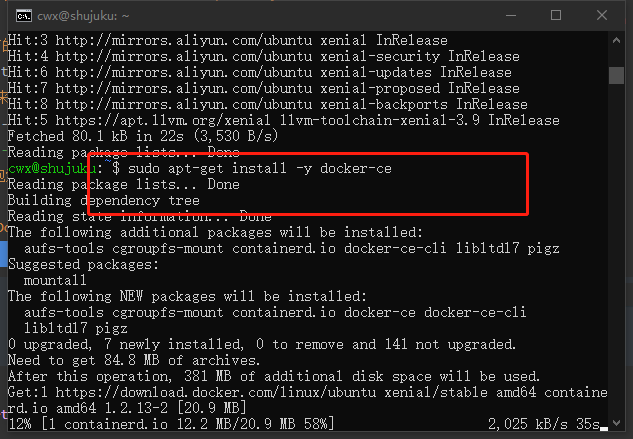 cwx@shujuku: ~
Hit:3 http://mirrors.aliyun.com/ubuntu xenial InRelease
Hit:4 http://mirrors.aliyun.com/ubuntu xenial-security InRelease
Hit:6 http://mirrors.aliyun.com/ubuntu xenial-updates InRelease
Hit:7 http://mirrors.aliyun.com/ubuntu xenial-proposed InRelease
Hit:8 http://mirrors.aliyun.com/ubuntu xenial-backports InRelease
Hit:5 https://apt.llvm.org/xenial llvm-toolchain-xenial-3.9 InRelease
Fetched 80.1 kB in 22s (3,530 B/s)
Reading package lists... Done
cwx@shujuku:~$ sudo apt-get install -y docker-ce
Reading package lists... Done
Building dependency tree
Reading state information... Done
The following additional packages will be installed:
  aufs-tools cgroupfs-mount containerd.io docker-ce-cli libltdl7 pigz
Suggested packages:
  mountall
The following NEW packages will be installed:
  aufs-tools cgroupfs-mount containerd.io docker-ce docker-ce-cli
  libltdl7 pigz
0 upgraded, 7 newly installed, 0 to remove and 141 not upgraded.
Need to get 84.8 MB of archives.
After this operation, 381 MB of additional disk space will be used.
Get:1 https://download.docker.com/linux/ubuntu xenial/stable amd64 containe
rd.io amd64 1.2.13-2 [20.9 MB]
12% [1 containerd.io 12.2 MB/20.9 MB 58%] 2,025 kB/s 35s